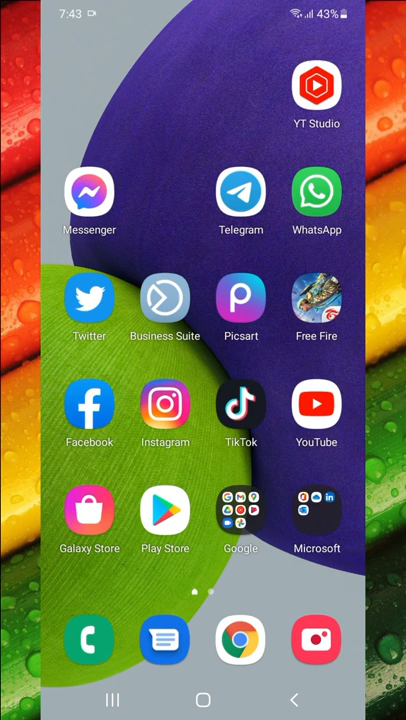 7:43
43%
YT Studio
Messenger
Telegram
WhatsApp
Twitter
Business Suite
Picsart
Free Fire
Facebook
Instagram
TikTok
YouTube
Galaxy Store
Play Store
Google
Microsoft